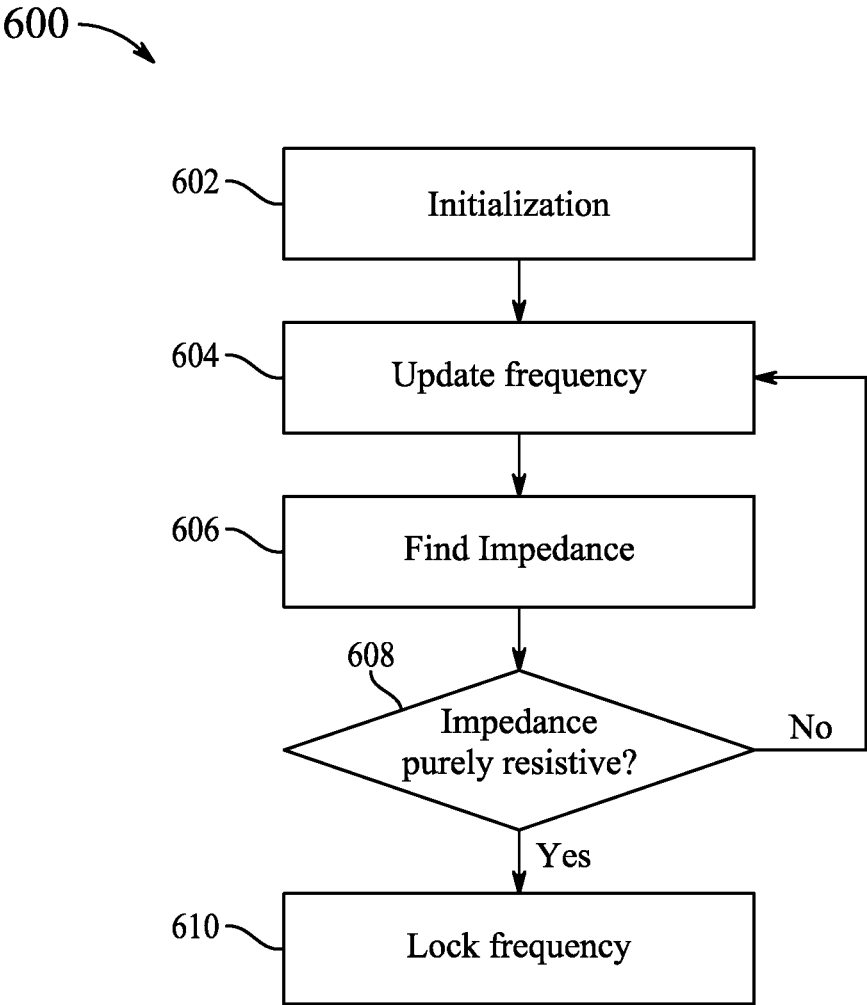 600
602
Initialization
604
Update frequency
606
Find Impedance
608
Impedance
purely resistive?
No
Yes
610
Lock frequency